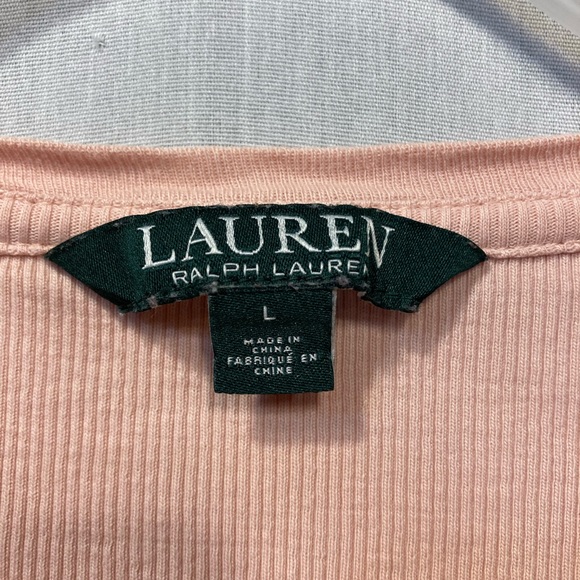 LAUREN
RALPH LAUREN
L
MADE IN
CHINA
FABRIQUÉ EN
CHINE